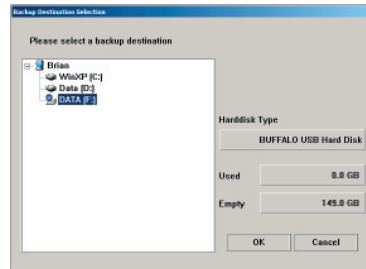 Backup Destination Selection
Please select a backup destination
Brian
WinXP (C:)
Data (D:)
DATA (F:)
Harddisk Type
BUFFALO USB Hard Disk
Used
0.0 GB
Empty
149.0 GB
OK
Cancel